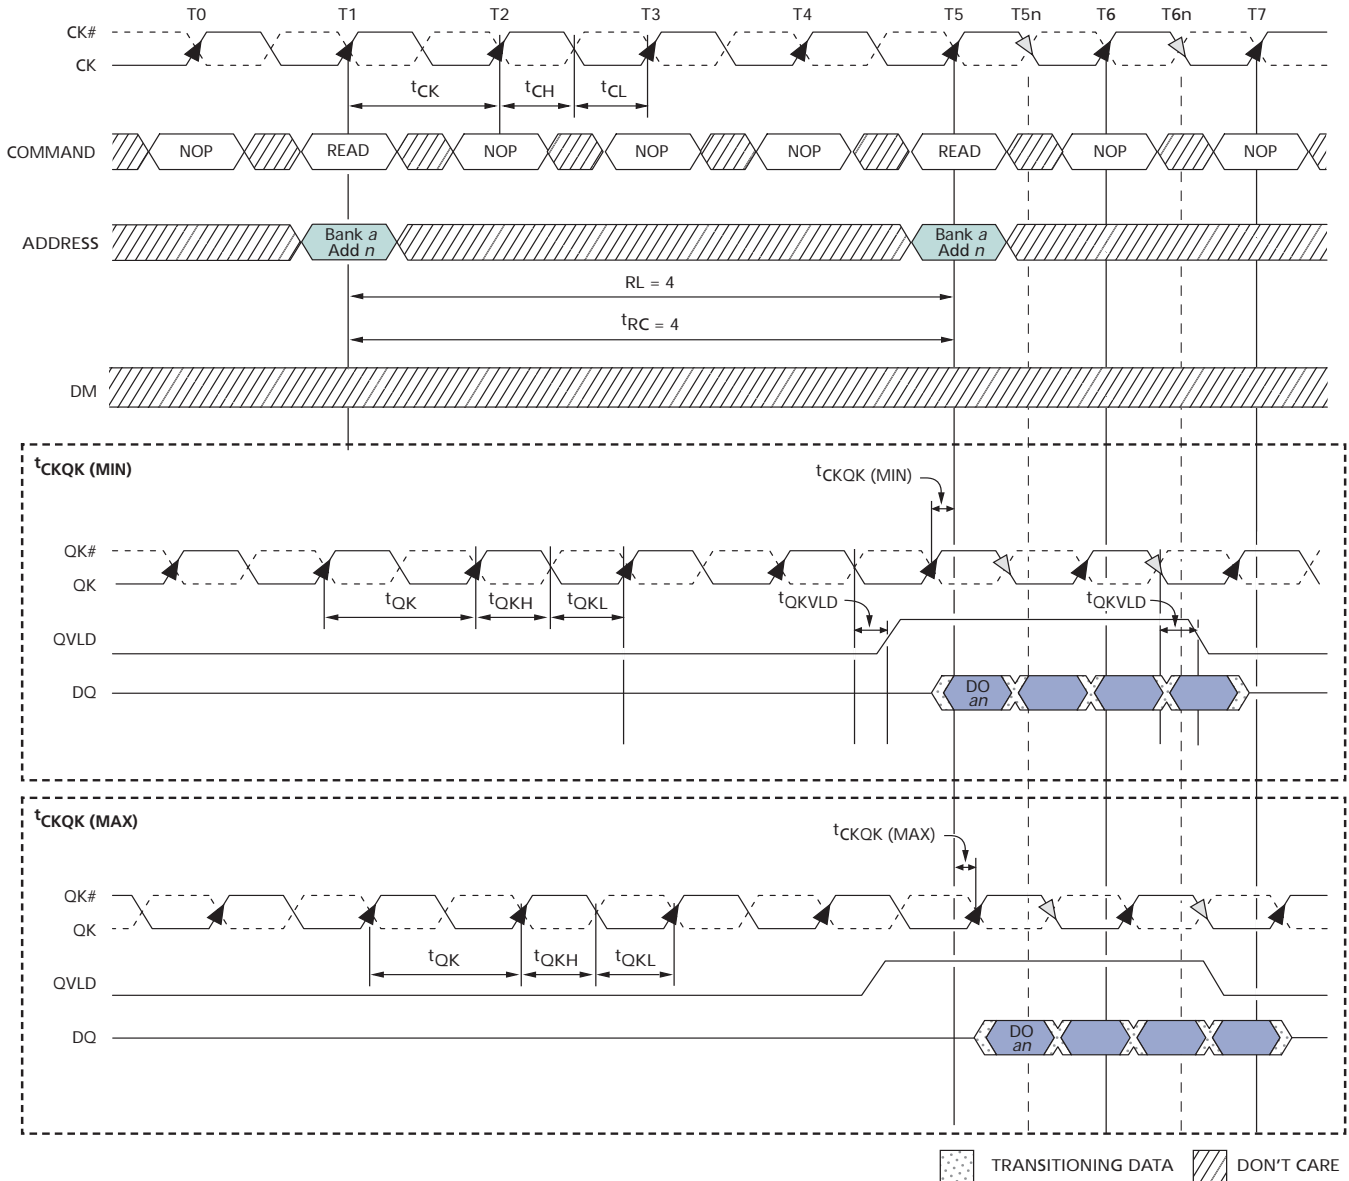 T0 T1 T2 T3 T4 T5 T5n T6 T6n T7
CK#
CK
tCK tCH tCL
COMMAND NOP READ NOP NOP NOP READ NOP NOP
ADDRESS Bank a Add n Bank a Add n
RL = 4
tRC = 4
DM
tCKQK (MIN)
tCKQK (MIN)
QK#
QK
tQK tQKH tQKL tQKVLD tQKVLD
QVLD
DQ DO an
tCKQK (MAX)
tCKQK (MAX)
QK#
QK
tQK tQKH tQKL
QVLD
DQ DO an
TRANSITIONING DATA DON'T CARE